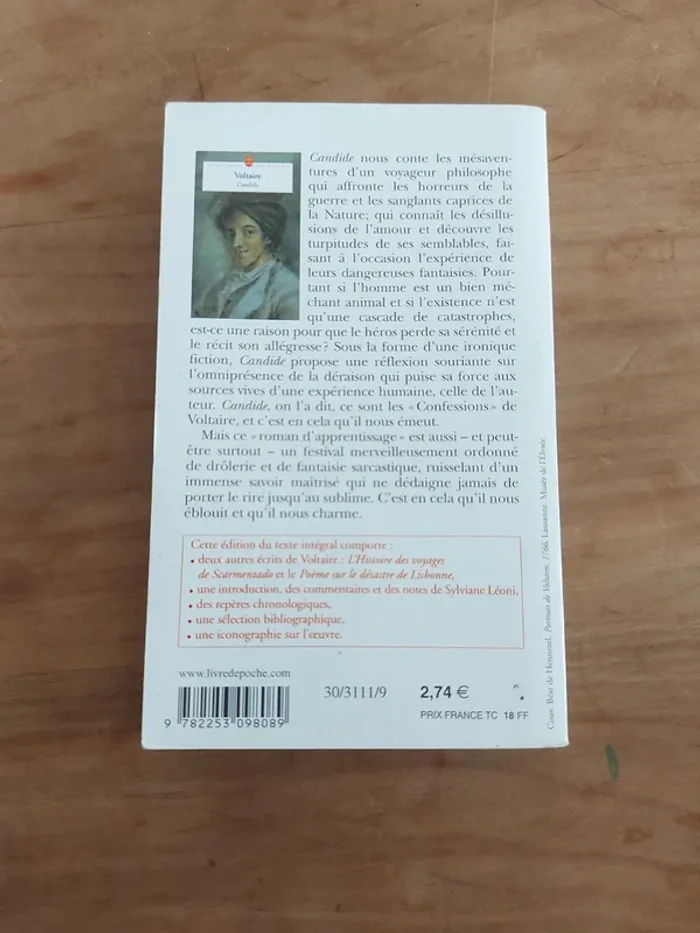 Voltaire
Candide
Candide nous conte les mésaven-
tures d'un voyageur philosophe
qui affronte les horreurs de la
guerre et les sanglants caprices de
la Nature; qui connaît les désillu-
sions de l'amour et découvre les
turpitudes de ses semblables, fai-
sant à l'occasion l'expérience de
leurs dangereuses fantaisies. Pour-
tant si l'homme est un bien mé-
chant animal et si l'existence n'est
qu'une cascade de catastrophes,
est-ce une raison pour que le héros perde sa sérénité et
le récit son allégresse? Sous la forme d'une ironique
fiction, Candide propose une réflexion souriante sur
l'omniprésence de la déraison qui puise sa force aux
sources vives d'une expérience humaine, celle de l'au-
teur. Candide, on l'a dit, ce sont les «Confessions» de
Voltaire, et c'est en cela qu'il nous émeut.
Mais ce «roman d'apprentissage» est aussi – et peut-
être surtout – un festival merveilleusement ordonné
de drôlerie et de fantaisie sarcastique, ruisselant d'un
immense savoir maîtrisé qui ne dédaigne jamais de
porter le rire jusqu'au sublime. C'est en cela qu'il nous
éblouit et qu'il nous charme.
Cette édition du texte intégral comporte :
• deux autres écrits de Voltaire : L'Histoire des voyages
de Scarmentado et le Poème sur le désastre de Lisbonne,
• une introduction, des commentaires et des notes de Sylviane Léoni,
• des repères chronologiques,
• une sélection bibliographique,
• une iconographie sur l'œuvre.
www.livredepoche.com
9 782253 098089
30/3111/9
2,74 €
PRIX FRANCE TC 18 FF
Couv. Béat de Hennezel. Portrait de Voltaire, 1766. Lausanne. Musée de l'Élysée.